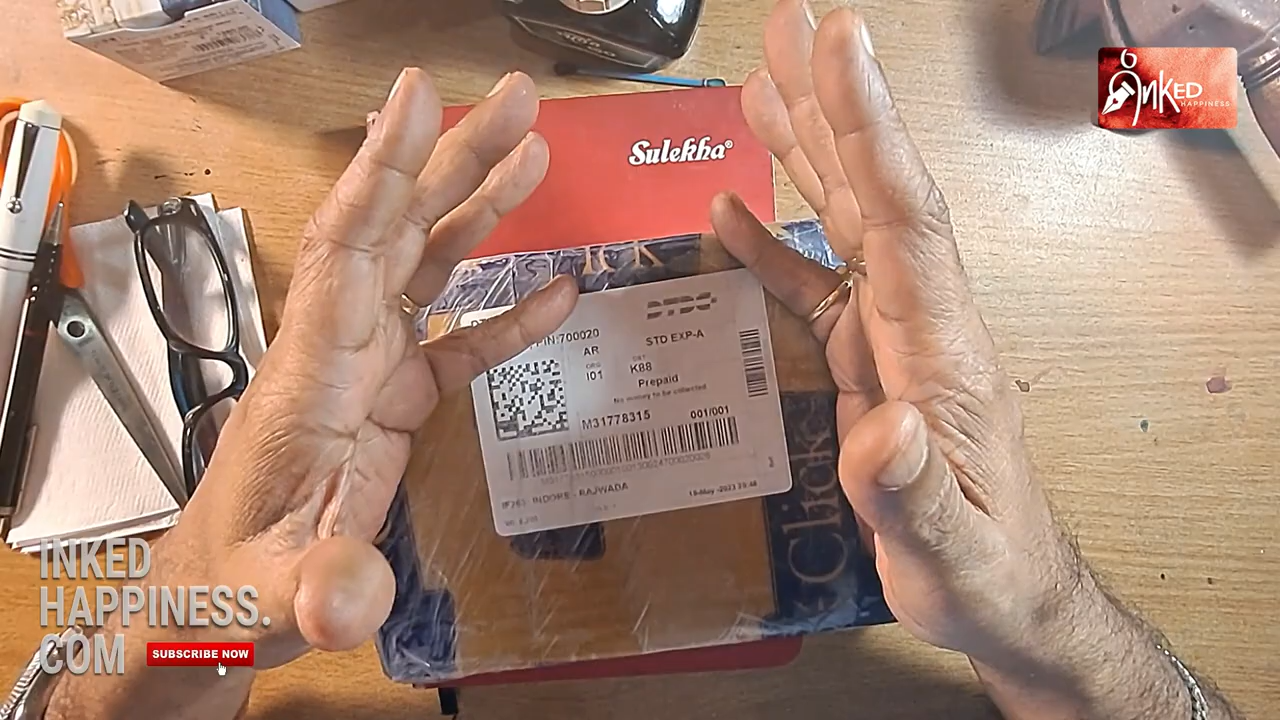 inkED
HAPPINESS
Sulekha®
DTDC
PIN:700020
STD EXP-A
AR
I01
K88
Prepaid
No money to be collected
M31778315
001/001
INDORE - RAJWADA
Click
INKED
HAPPINESS.
COM
SUBSCRIBE NOW